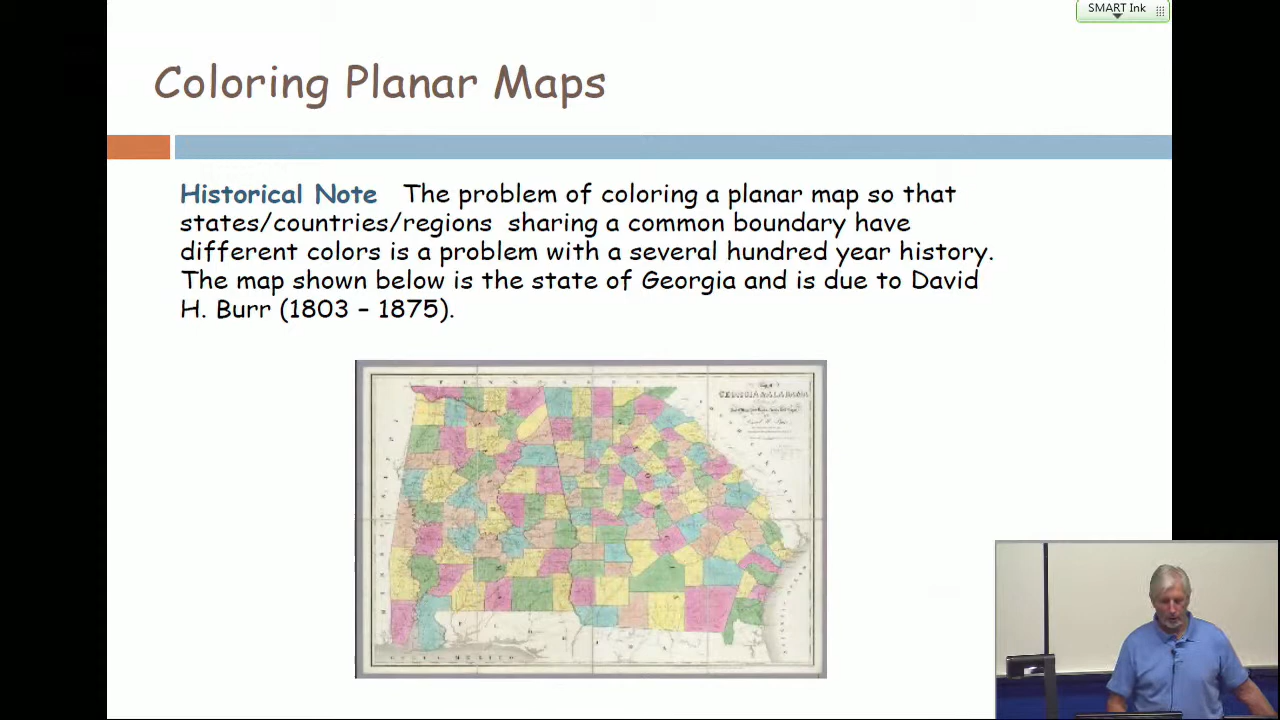 SMART Ink
Coloring Planar Maps
Historical Note The problem of coloring a planar map so that
states/countries/regions sharing a common boundary have
different colors is a problem with a several hundred year history.
The map shown below is the state of Georgia and is due to David
H. Burr (1803 – 1875).
GEORGIA & ALABAMA